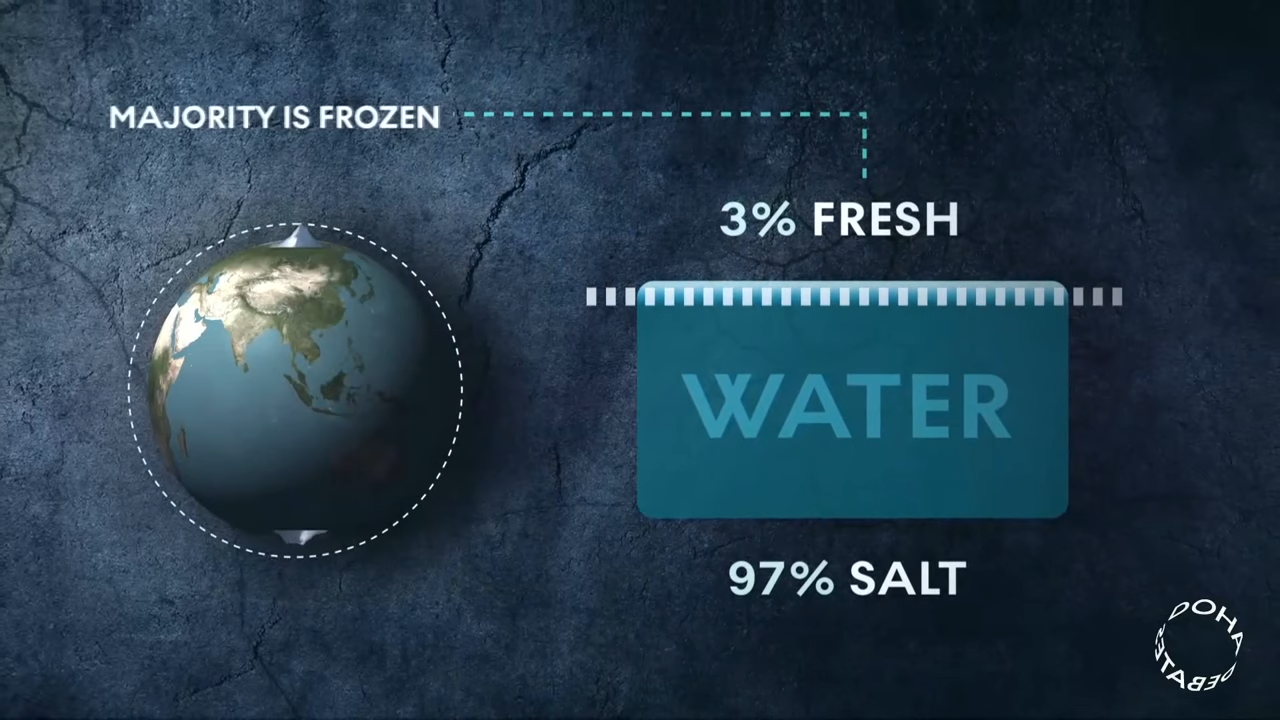 MAJORITY IS FROZEN
3% FRESH
WATER
97% SALT
DOHA DEBATES